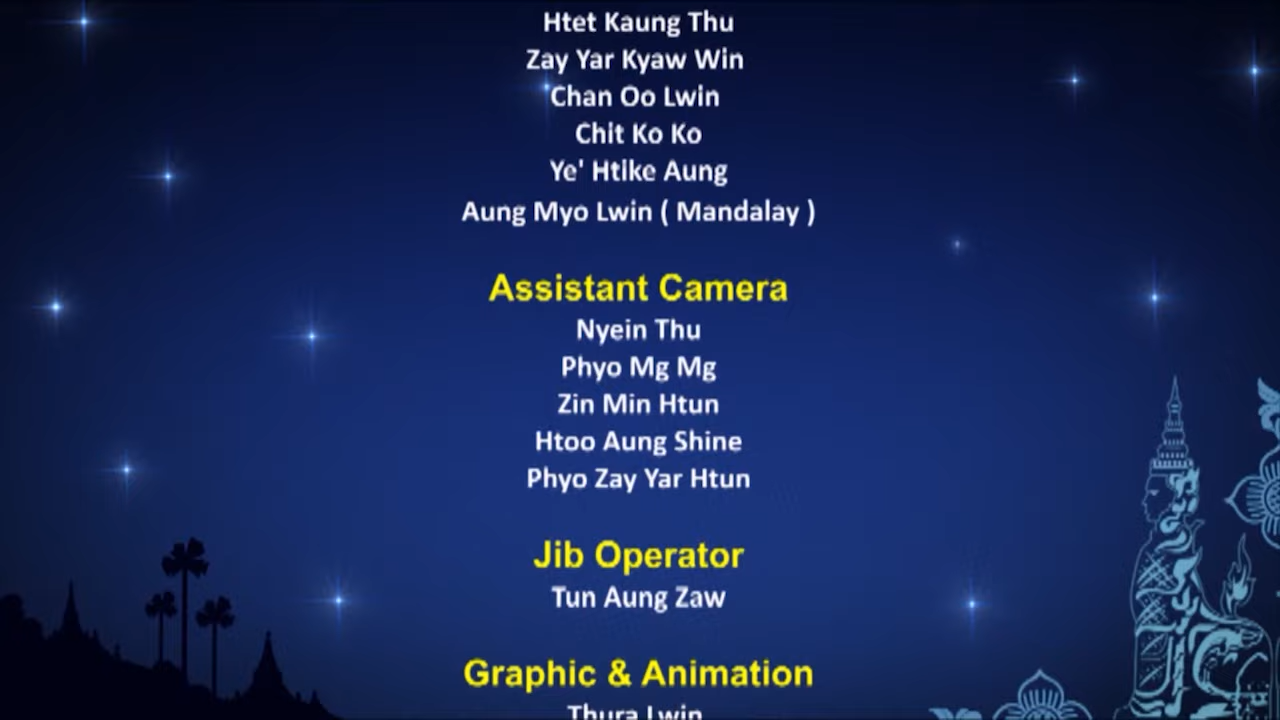 Htet Kaung Thu
Zay Yar Kyaw Win
Chan Oo Lwin
Chit Ko Ko
Ye' Htike Aung
Aung Myo Lwin ( Mandalay )
Assistant Camera
Nyein Thu
Phyo Mg Mg
Zin Min Htun
Htoo Aung Shine
Phyo Zay Yar Htun
Jib Operator
Tun Aung Zaw
Graphic & Animation
Thura Lwin